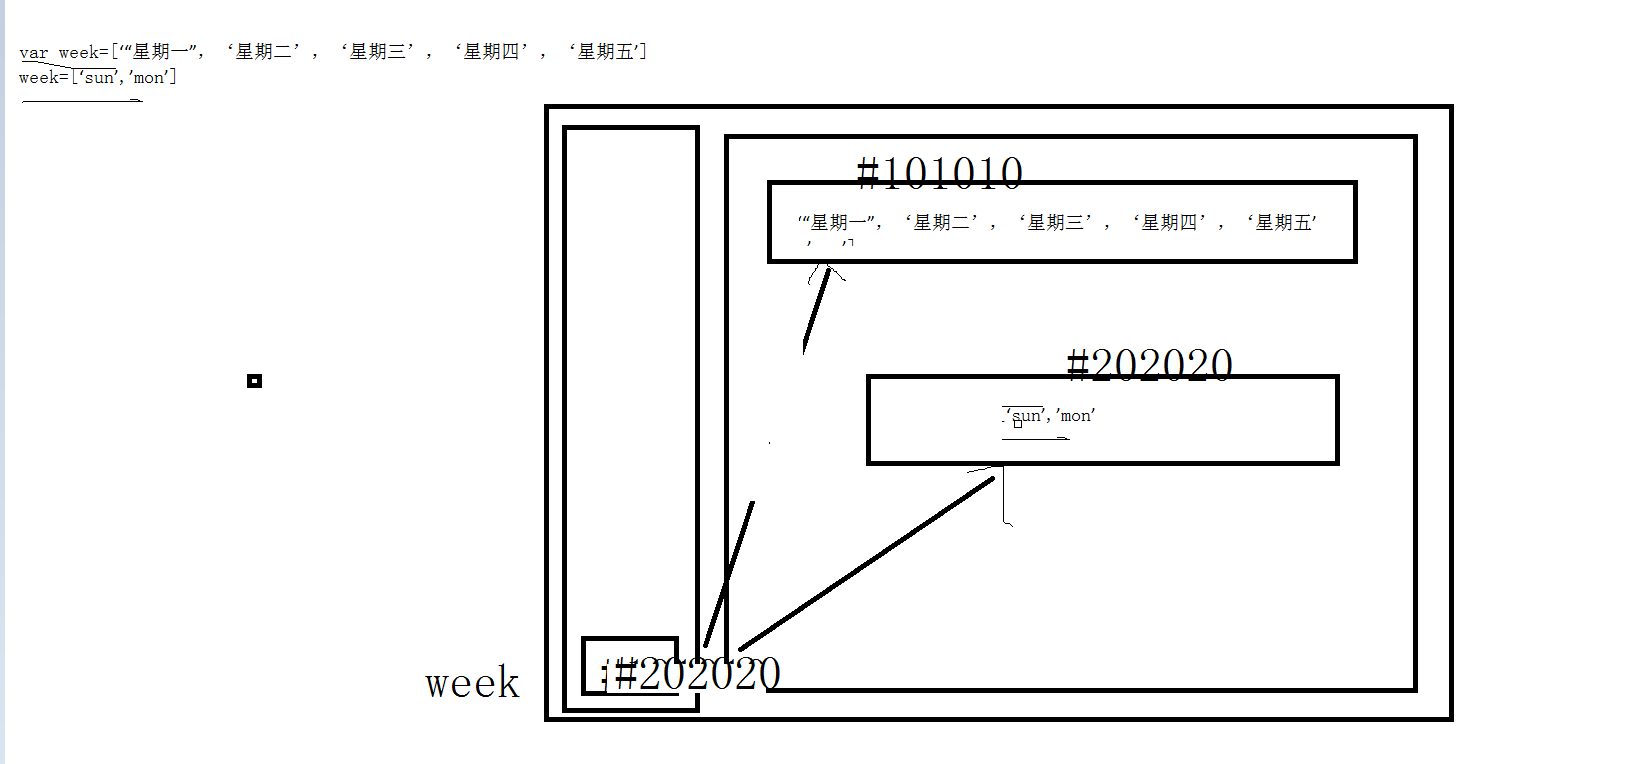 var week=[‘“星期一”， ‘星期二’， ‘星期三’， ‘星期四’， ‘星期五’]
week=[‘sun’,’mon’]
#101010
‘“星期一”， ‘星期二’， ‘星期三’， ‘星期四’， ‘星期五’
#202020
‘sun’,’mon’
week
#202020